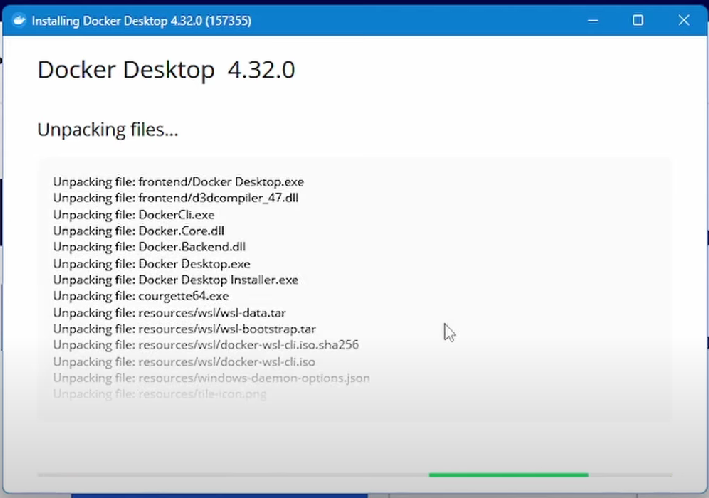 Installing Docker Desktop 4.32.0 (157355)
Docker Desktop 4.32.0
Unpacking files...
Unpacking file: frontend/Docker Desktop.exe
Unpacking file: frontend/d3dcompiler_47.dll
Unpacking file: DockerCli.exe
Unpacking file: Docker.Core.dll
Unpacking file: Docker.Backend.dll
Unpacking file: Docker Desktop.exe
Unpacking file: Docker Desktop Installer.exe
Unpacking file: courgette64.exe
Unpacking file: resources/wsl/wsl-data.tar
Unpacking file: resources/wsl/wsl-bootstrap.tar
Unpacking file: resources/wsl/docker-wsl-cli.iso.sha256
Unpacking file: resources/wsl/docker-wsl-cli.iso
Unpacking file: resources/windows-daemon-options.json
Unpacking file: resources/tile-icon.png